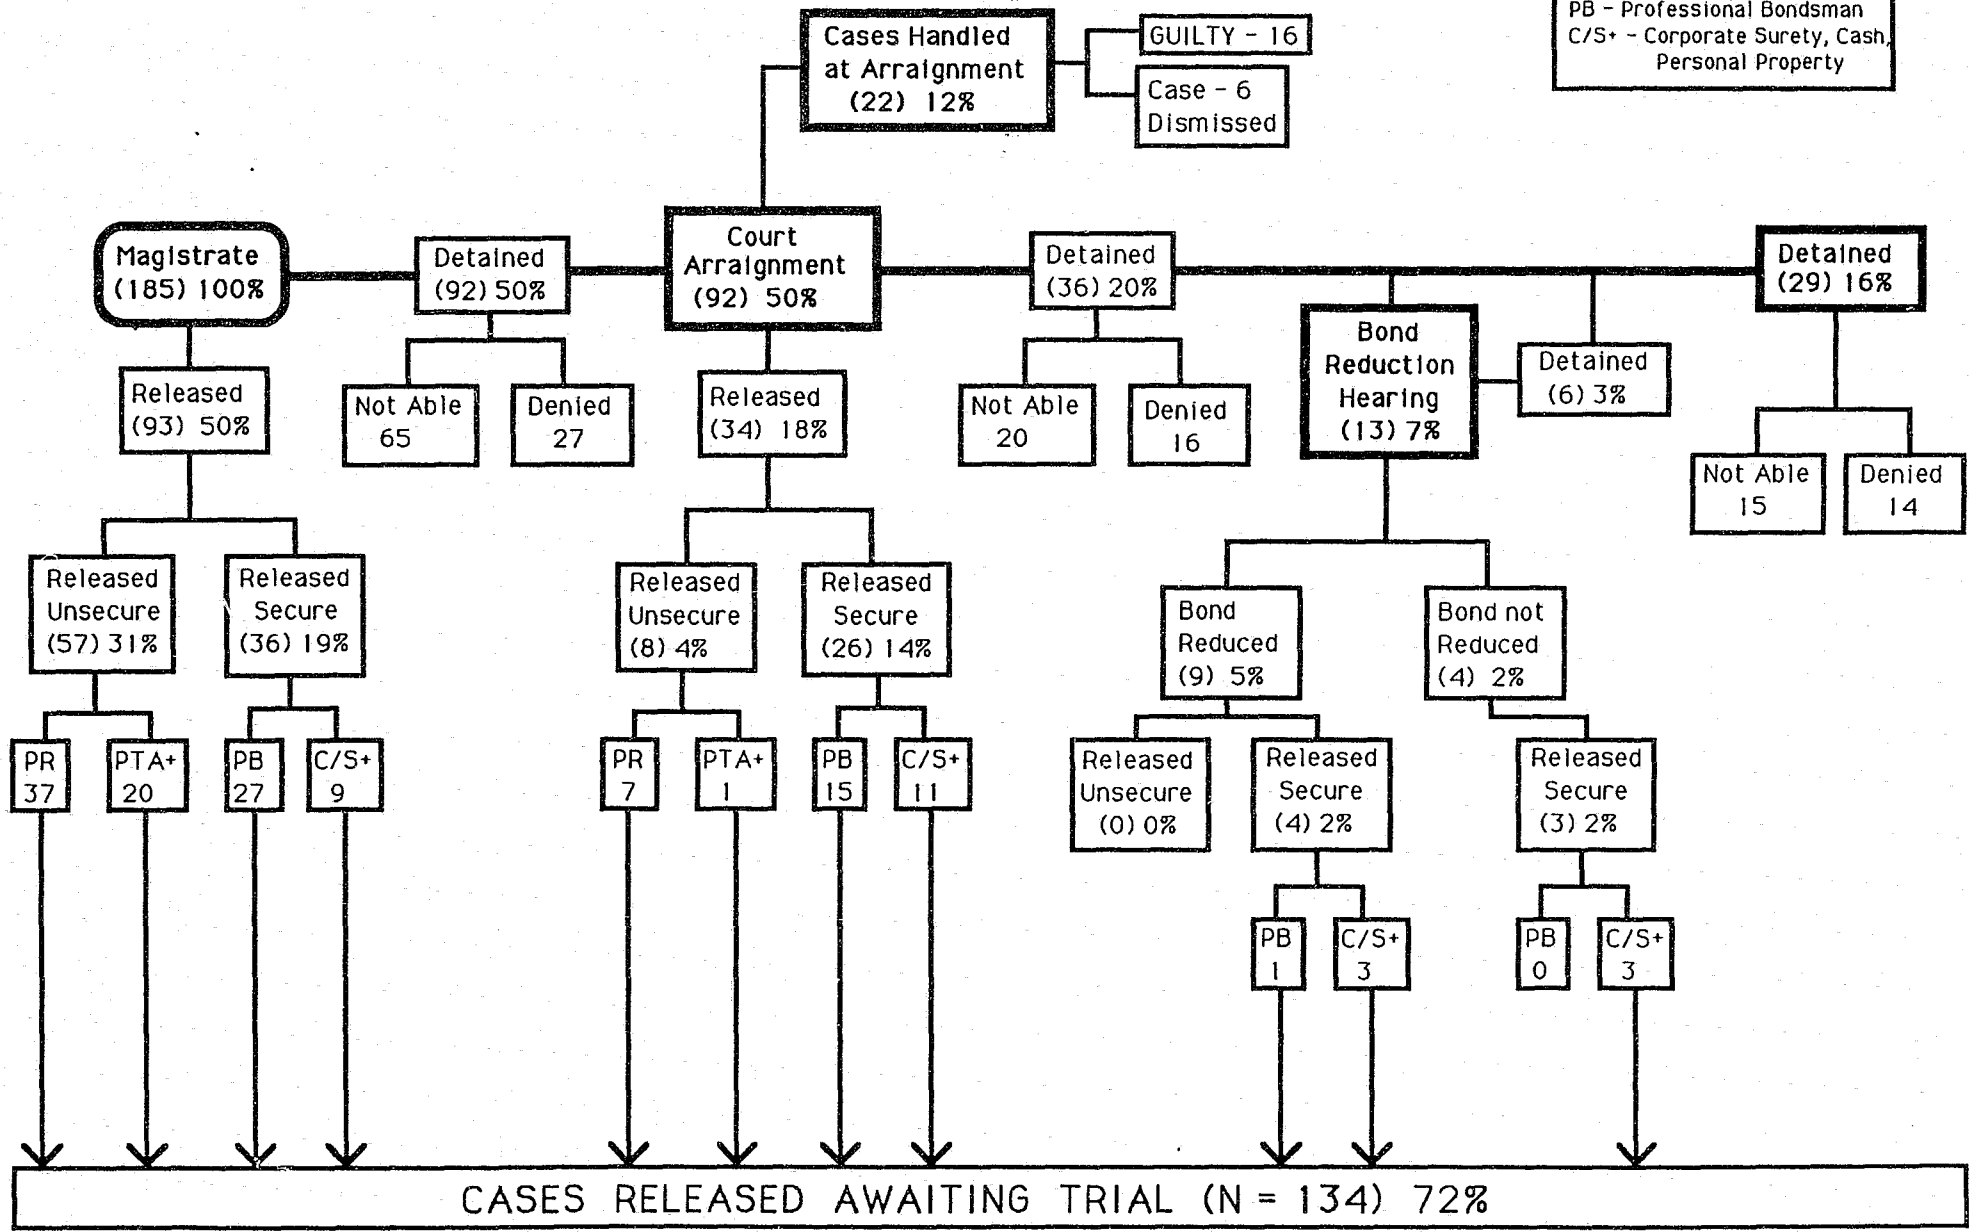 PB - Professional Bondsman
C/S+ - Corporate Surety, Cash,
Personal Property
Cases Handled
at Arraignment
(22) 12%
GUILTY - 16
Case - 6
Dismissed
Magistrate
(185) 100%
Detained
(92) 50%
Court
Arraignment
(92) 50%
Detained
(36) 20%
Detained
(29) 16%
Released
(93) 50%
Not Able
65
Denied
27
Released
(34) 18%
Not Able
20
Denied
16
Bond
Reduction
Hearing
(13) 7%
Detained
(6) 3%
Not Able
15
Denied
14
Released
Unsecure
(57) 31%
Released
Secure
(36) 19%
Released
Unsecure
(8) 4%
Released
Secure
(26) 14%
Bond
Reduced
(9) 5%
Bond not
Reduced
(4) 2%
PR
37
PTA+
20
PB
27
C/S+
9
PR
7
PTA+
1
PB
15
C/S+
11
Released
Unsecure
(0) 0%
Released
Secure
(4) 2%
Released
Secure
(3) 2%
PB
1
C/S+
3
PB
0
C/S+
3
CASES RELEASED AWAITING TRIAL (N = 134) 72%